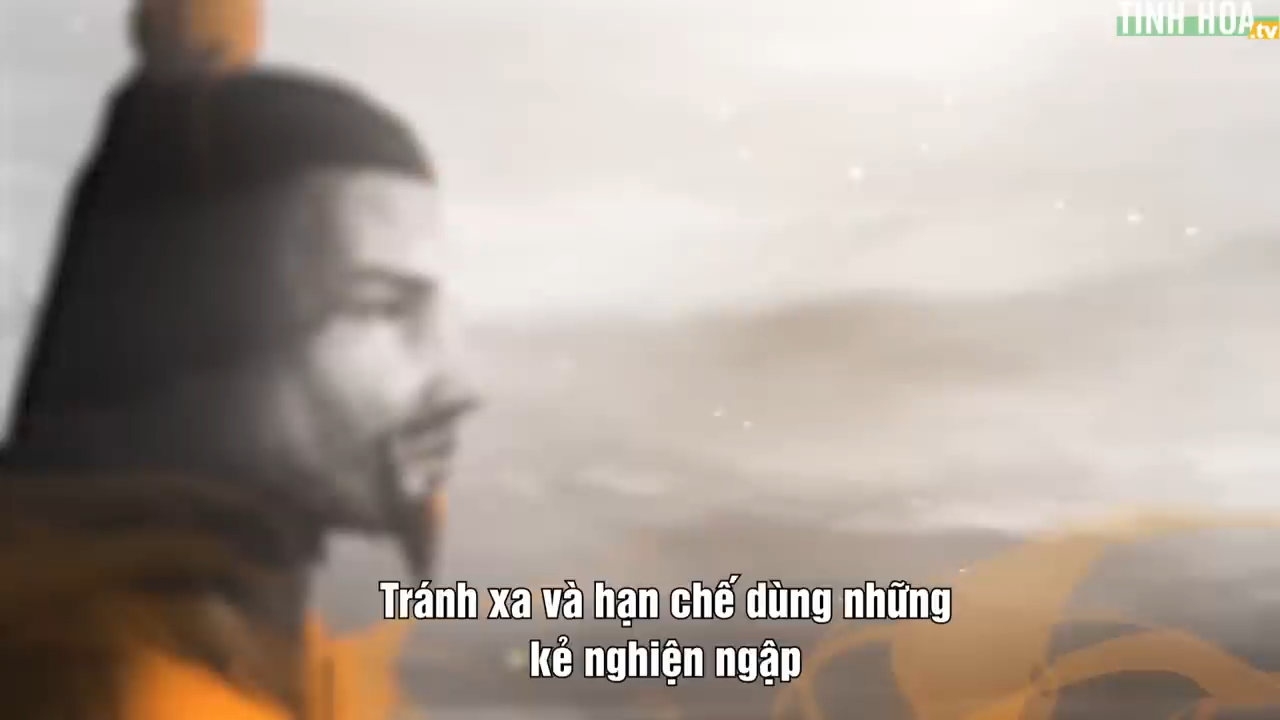 TINH HOA
.tv
Tránh xa và hạn chế dùng những
kẻ nghiện ngập